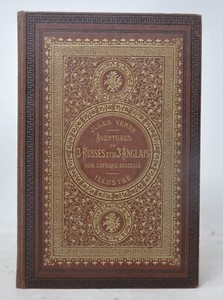 JULES VERNE
AVENTURES
DE
3 RUSSES ET DE 3 ANGLAIS
DANS L'AFRIQUE AUSTRALE
ILLUSTRÉ